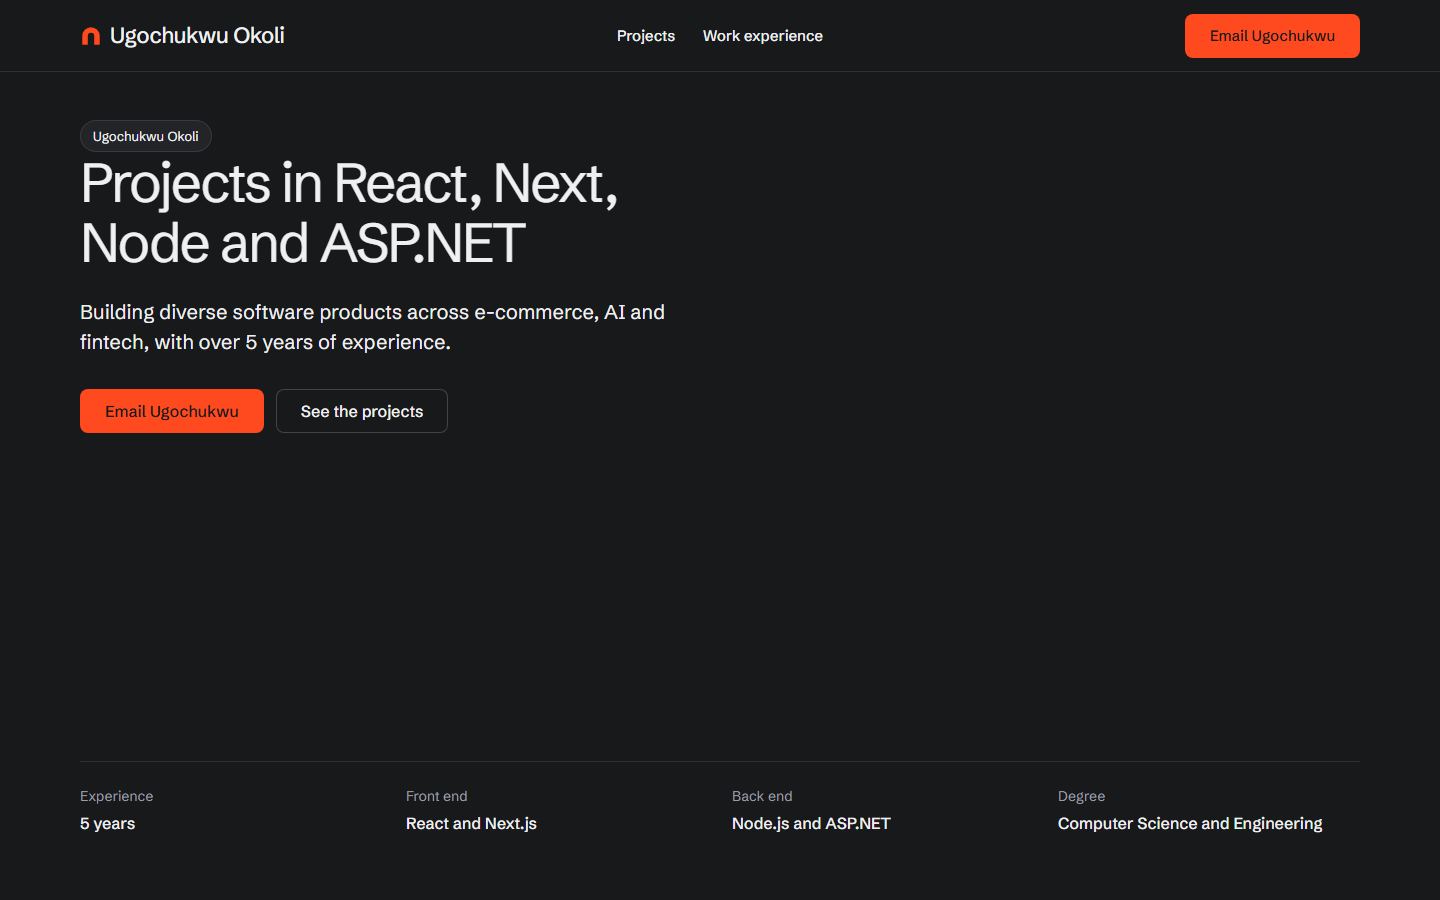 Ugochukwu Okoli
Projects
Work experience
Email Ugochukwu
Ugochukwu Okoli
Projects in React, Next,
Node and ASP.NET
Building diverse software products across e-commerce, AI and
fintech, with over 5 years of experience.
Email Ugochukwu
See the projects
Experience
5 years
Front end
React and Next.js
Back end
Node.js and ASP.NET
Degree
Computer Science and Engineering